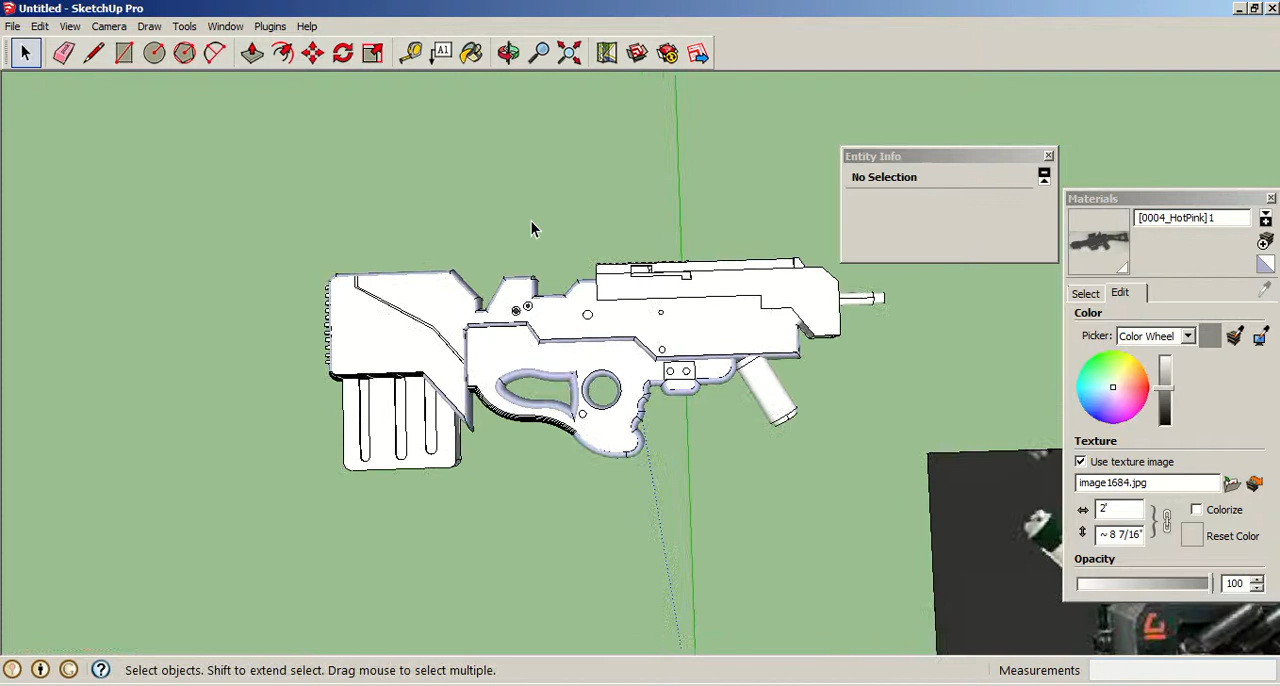 Untitled - SketchUp Pro
File Edit View Camera Draw Tools Window Plugins Help
A1
Entity Info
No Selection
Materials
[0004_HotPink]1
Select Edit
Color
Picker: Color Wheel
Texture
Use texture image
image1684.jpg
2'
Colorize
~ 8 7/16"
Reset Color
Opacity
100
Select objects. Shift to extend select. Drag mouse to select multiple.
Measurements